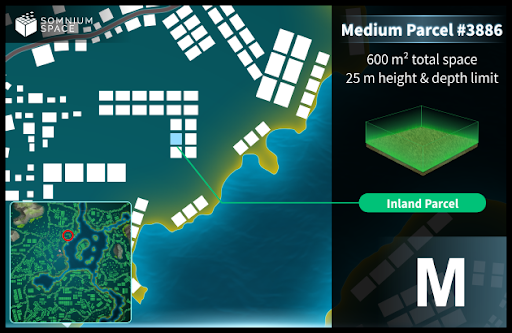 SOMNIUM
SPACE
Medium Parcel #3886
600 m² total space
25 m height & depth limit
Inland Parcel
M